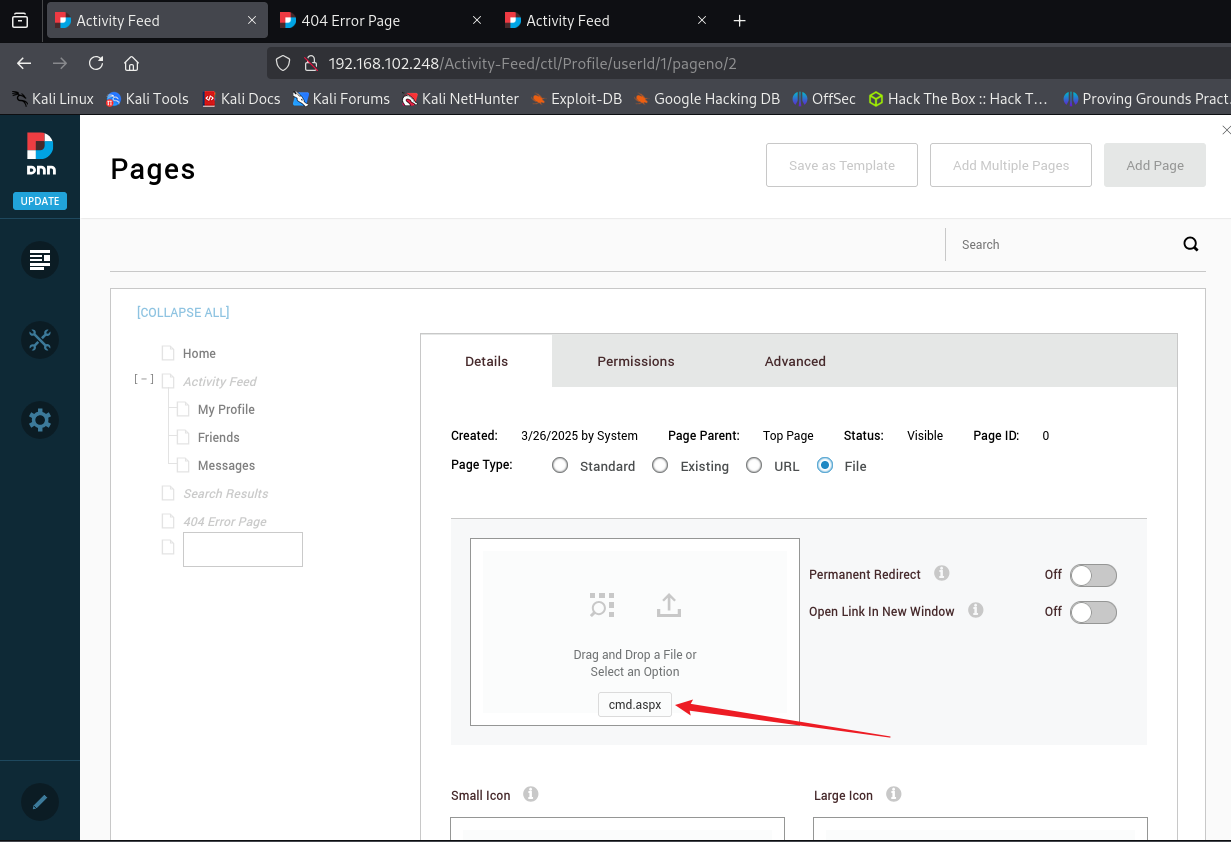 Activity Feed
404 Error Page
Activity Feed
192.168.102.248/Activity-Feed/ctl/Profile/userId/1/pageno/2
Kali Linux Kali Tools Kali Docs Kali Forums Kali NetHunter Exploit-DB Google Hacking DB OffSec Hack The Box :: Hack T… Proving Grounds Pract
DNN
UPDATE
Pages
Save as Template
Add Multiple Pages
Add Page
Search
[COLLAPSE ALL]
Home
[-] Activity Feed
My Profile
Friends
Messages
Search Results
404 Error Page
Details
Permissions
Advanced
Created: 3/26/2025 by System Page Parent: Top Page Status: Visible Page ID: 0
Page Type: Standard Existing URL File
Drag and Drop a File or
Select an Option
cmd.aspx
Permanent Redirect Off
Open Link In New Window Off
Small Icon
Large Icon